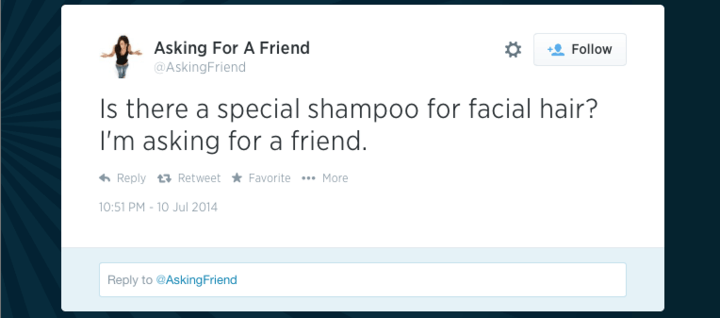 Asking For A Friend
@AskingFriend
Follow
Is there a special shampoo for facial hair?
I'm asking for a friend.
Reply Retweet Favorite More
10:51 PM - 10 Jul 2014
Reply to @AskingFriend